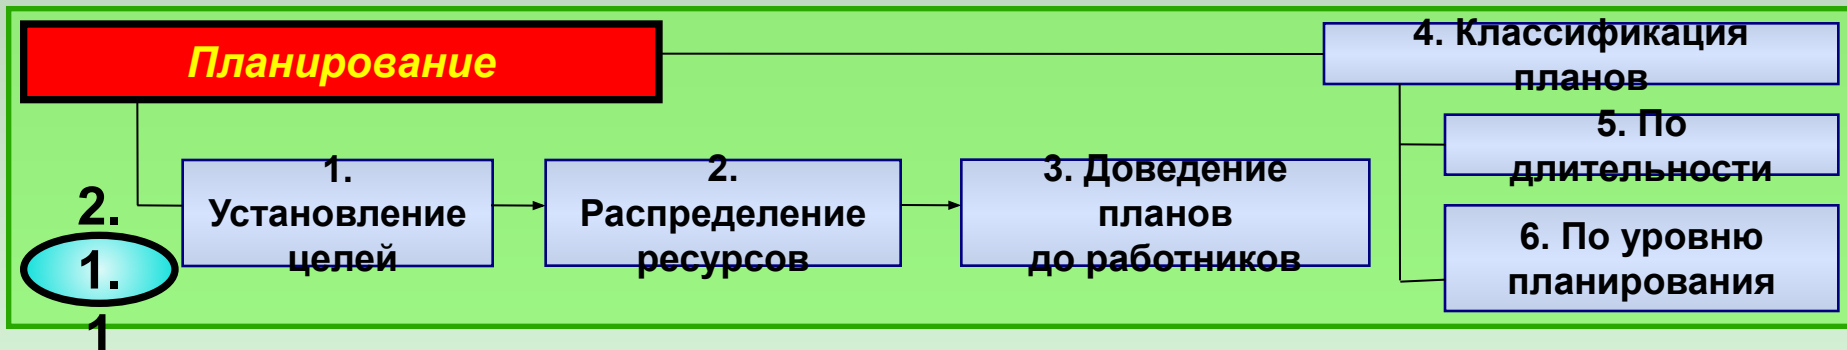 Планирование
4. Классификация
планов
5. По
длительности
1.
Установление
целей
2.
Распределение
ресурсов
3. Доведение
планов
до работников
6. По уровню
планирования
2.
1.
1